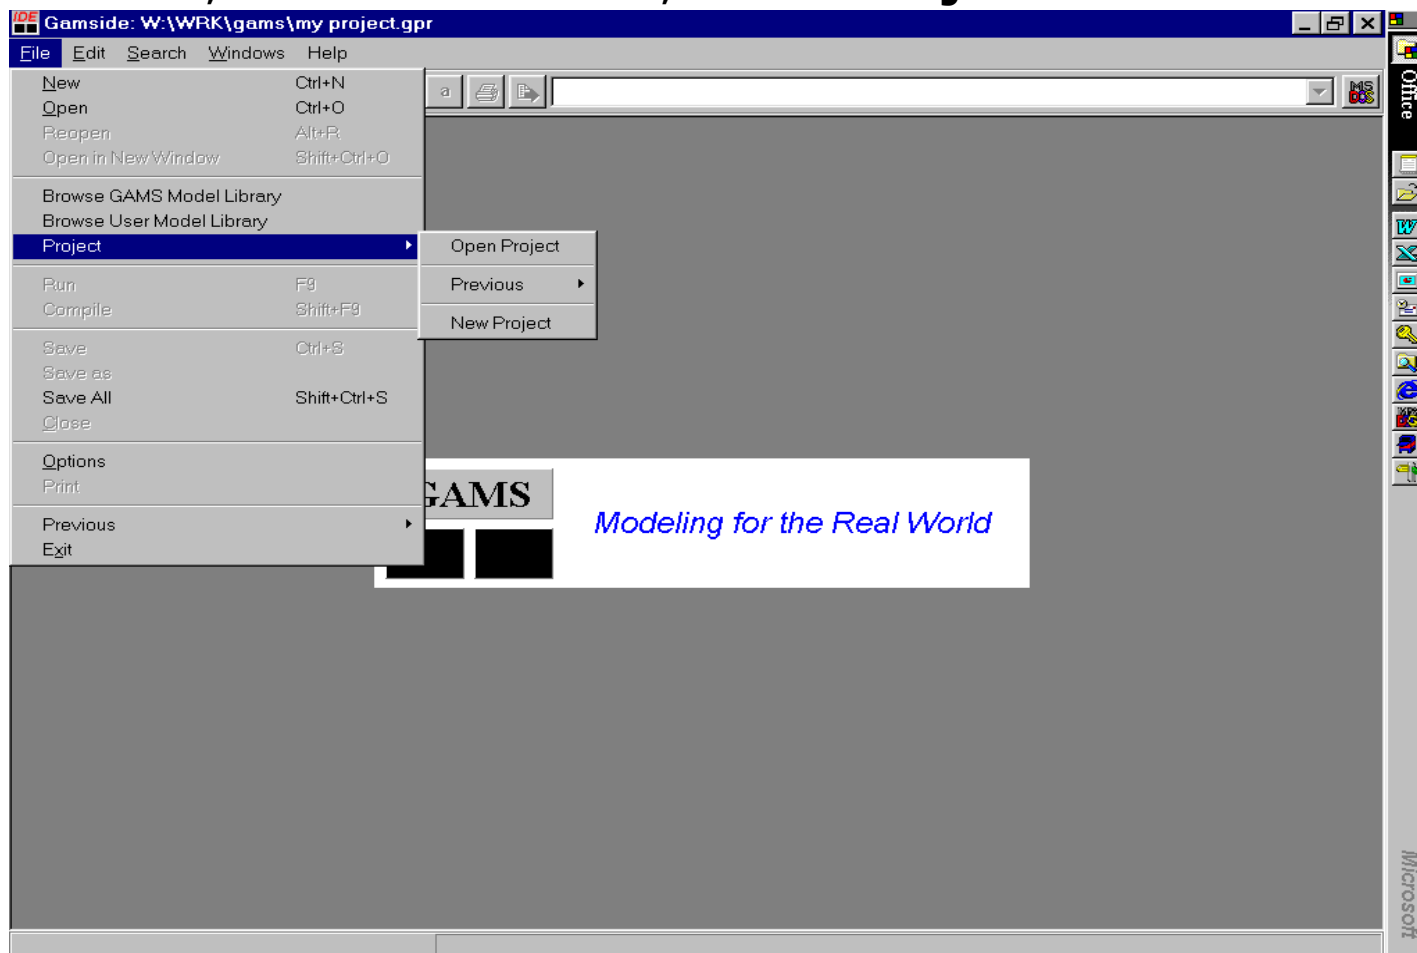 IDE Gamside: W:\WRK\gams\my project.gpr
File Edit Search Windows Help
New Ctrl+N
Open Ctrl+O
Reopen Alt+R
Open in New Window Shift+Ctrl+O
Browse GAMS Model Library
Browse User Model Library
Project
Run F9
Compile Shift+F9
Save Ctrl+S
Save as
Save All Shift+Ctrl+S
Close
Options
Print
Previous
Exit
Open Project
Previous
New Project
a
MS DOS
GAMS
Modeling for the Real World
Office
Microsoft